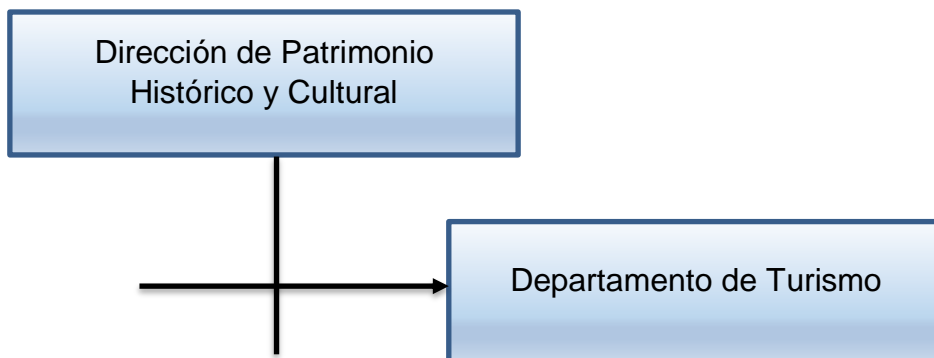 Dirección de Patrimonio
Histórico y Cultural
Departamento de Turismo